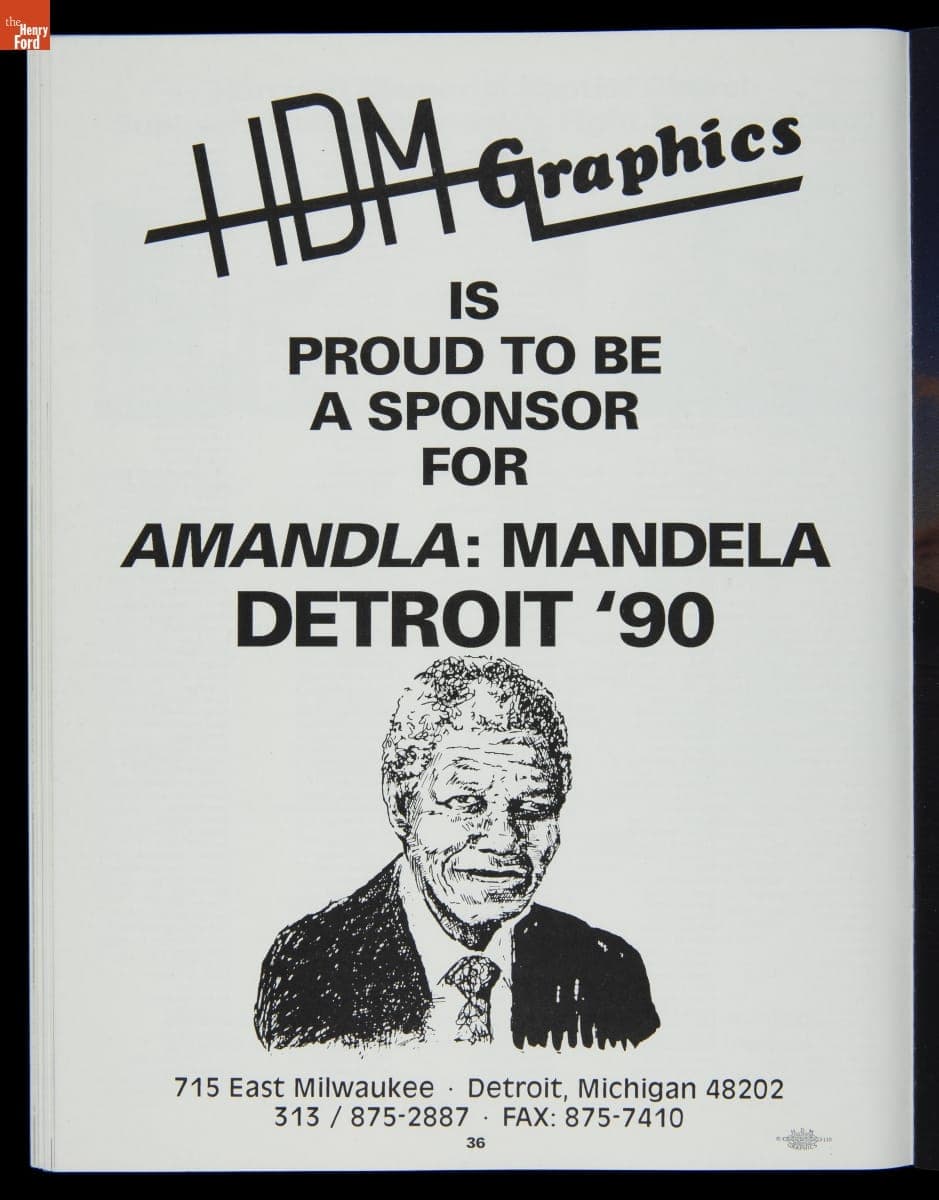 the
Henry
Ford
HDM Graphics
IS
PROUD TO BE
A SPONSOR
FOR
AMANDLA: MANDELA
DETROIT ‘90
715 East Milwaukee · Detroit, Michigan 48202
313 / 875-2887 · FAX: 875-7410
36